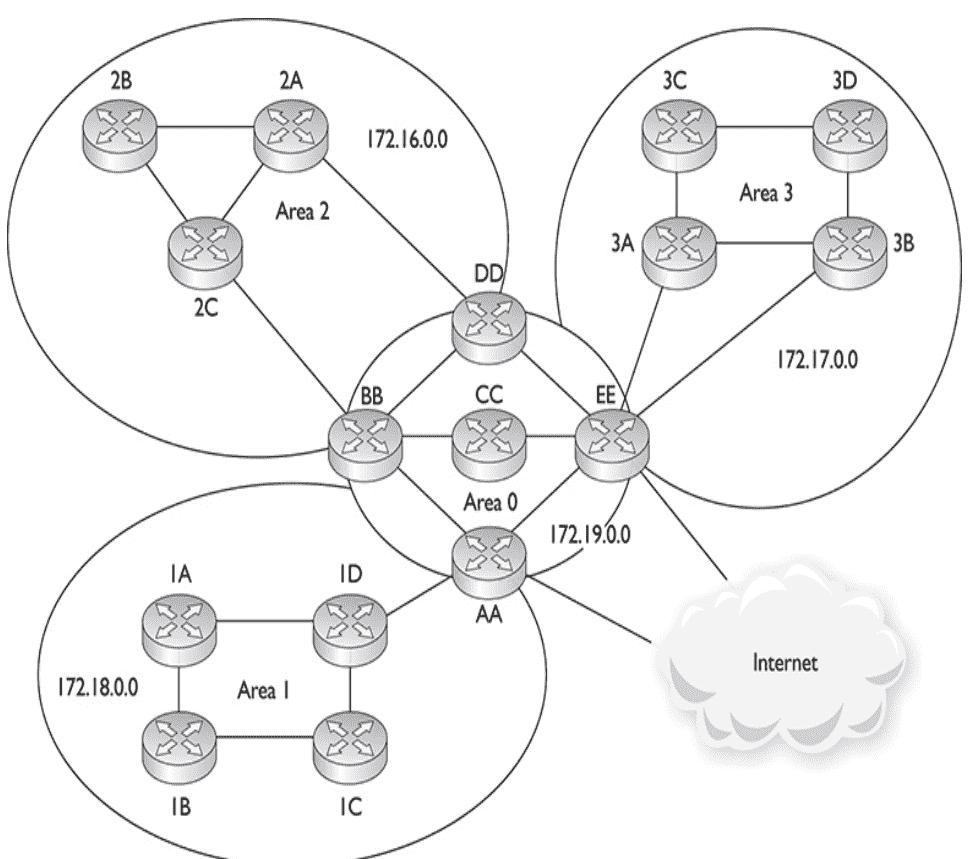 2B
2A
172.16.0.0
Area 2
2C
3C
3D
Area 3
3A
3B
172.17.0.0
DD
BB
CC
EE
Area 0
172.19.0.0
AA
1A
1D
172.18.0.0
Area 1
1B
1C
Internet